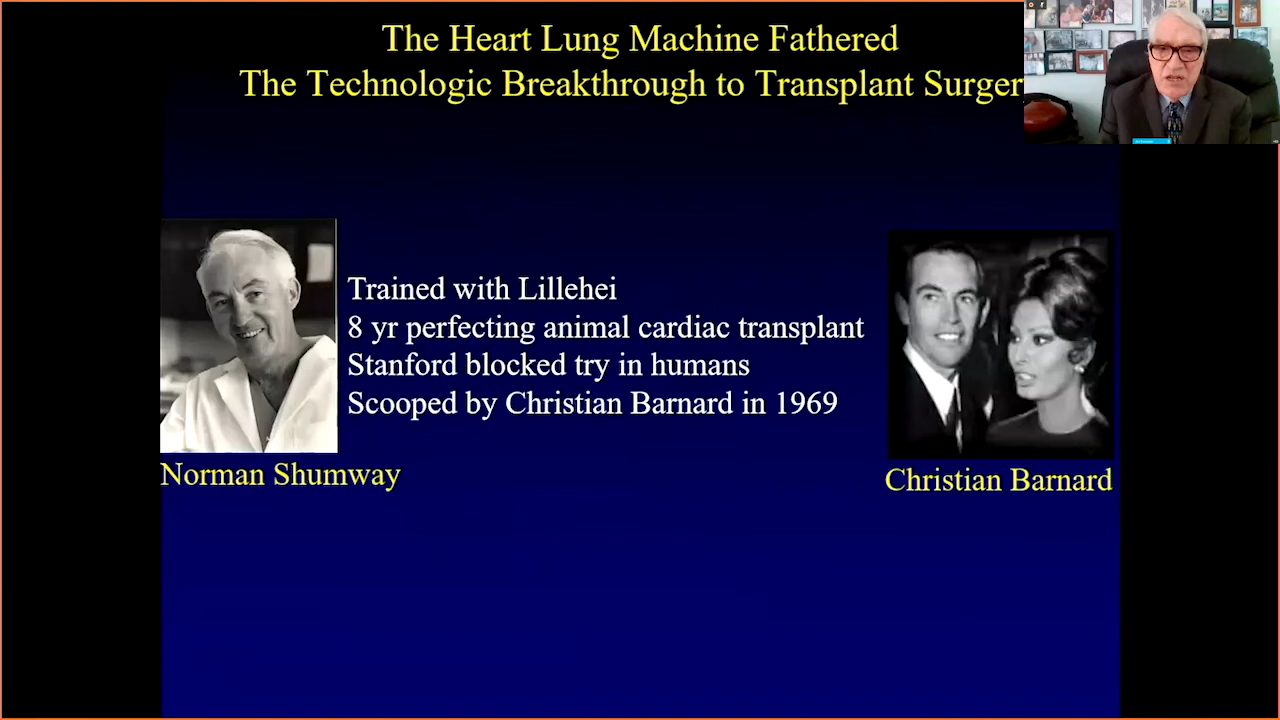 The Heart Lung Machine Fathered
The Technologic Breakthrough to Transplant Surger
Trained with Lillehei
8 yr perfecting animal cardiac transplant
Stanford blocked try in humans
Scooped by Christian Barnard in 1969
Norman Shumway
Christian Barnard